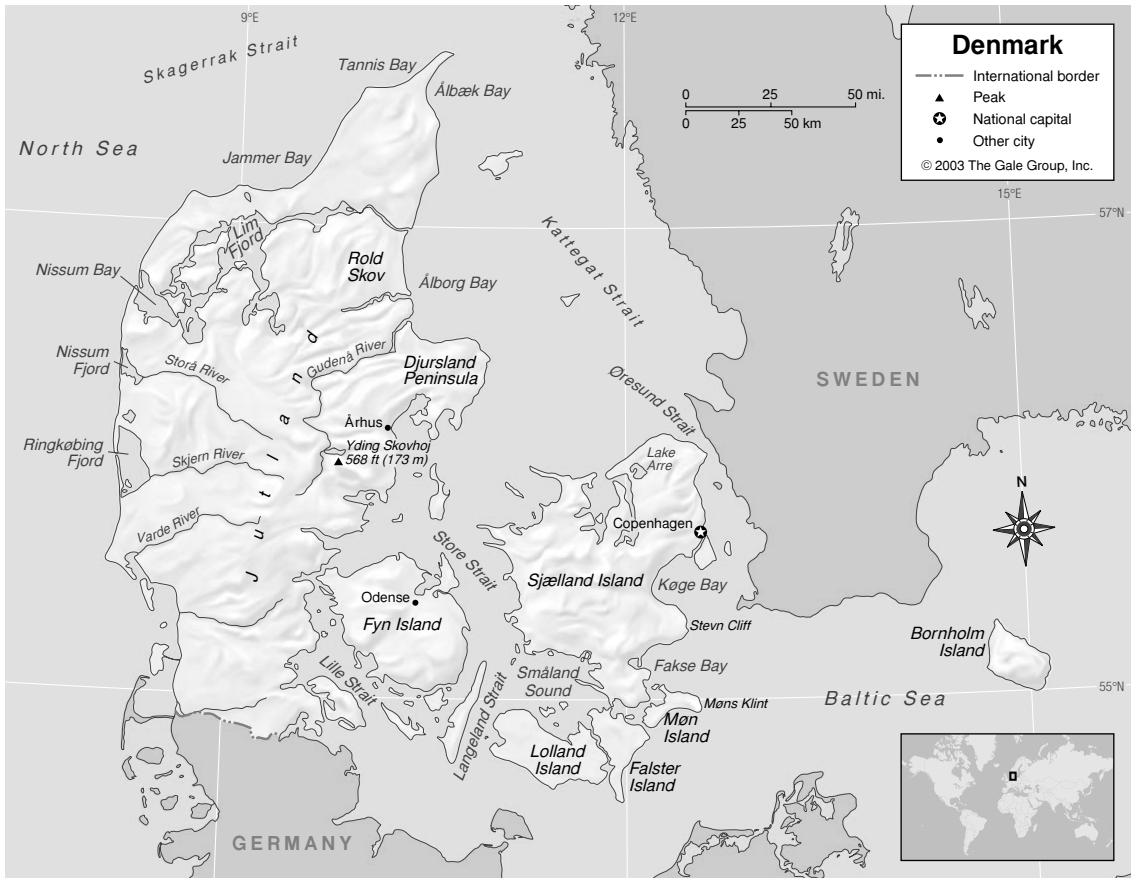 9°E
12°E
Skagerrak Strait
Tannis Bay
Ålbæk Bay
Denmark
International border
Peak
National capital
Other city
© 2003 The Gale Group, Inc.
0 25 50 mi.
0 25 50 km
North Sea
Jammer Bay
15°E
57°N
Lim
Fjord
Kattegat Strait
Rold
Skov
Nissum Bay
Ålborg Bay
Jutland
Nissum
Fjord
Storå River
Gudenå River
Djursland
Peninsula
SWEDEN
Øresund Strait
Århus
Yding Skovhoj
568 ft (173 m)
Ringkøbing
Fjord
Skjern River
Lake
Arre
N
Varde River
Copenhagen
Store Strait
Sjælland Island
Køge Bay
Odense
Fyn Island
Stevn Cliff
Bornholm
Island
Lille Strait
Småland
Sound
Fakse Bay
Langeland Strait
Møns Klint
Baltic Sea
55°N
Møn
Island
Lolland
Island
Falster
Island
GERMANY